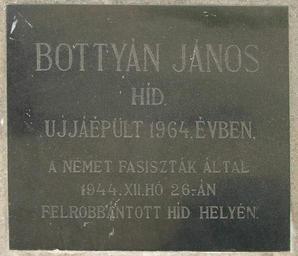 BOTTYÁN JÁNOS
HÍD.
UJJÁÉPÜLT 1964. ÉVBEN.
A NÉMET FASISZTÁK ÁLTAL
1944. XII. HÓ 26.-ÁN
FELROBBANTOTT HÍD HELYÉN.